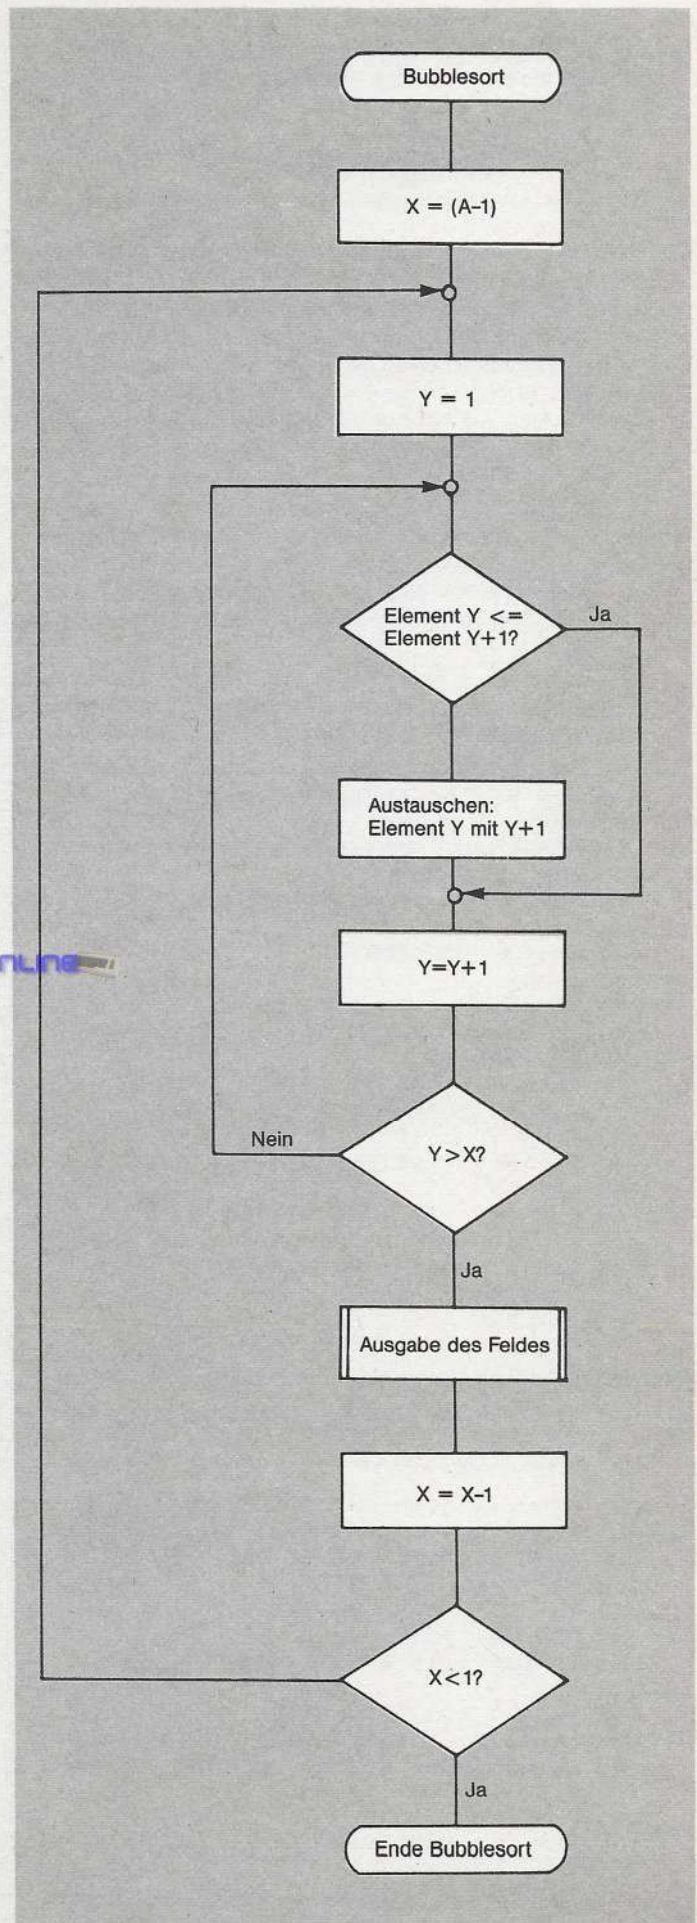 Bubblesort
X = (A-1)
Y = 1
Element Y <=
Element Y+1?
Ja
Austauschen:
Element Y mit Y+1
Y=Y+1
Nein
Y>X?
Ja
Ausgabe des Feldes
X = X-1
X<1?
Ja
Ende Bubblesort